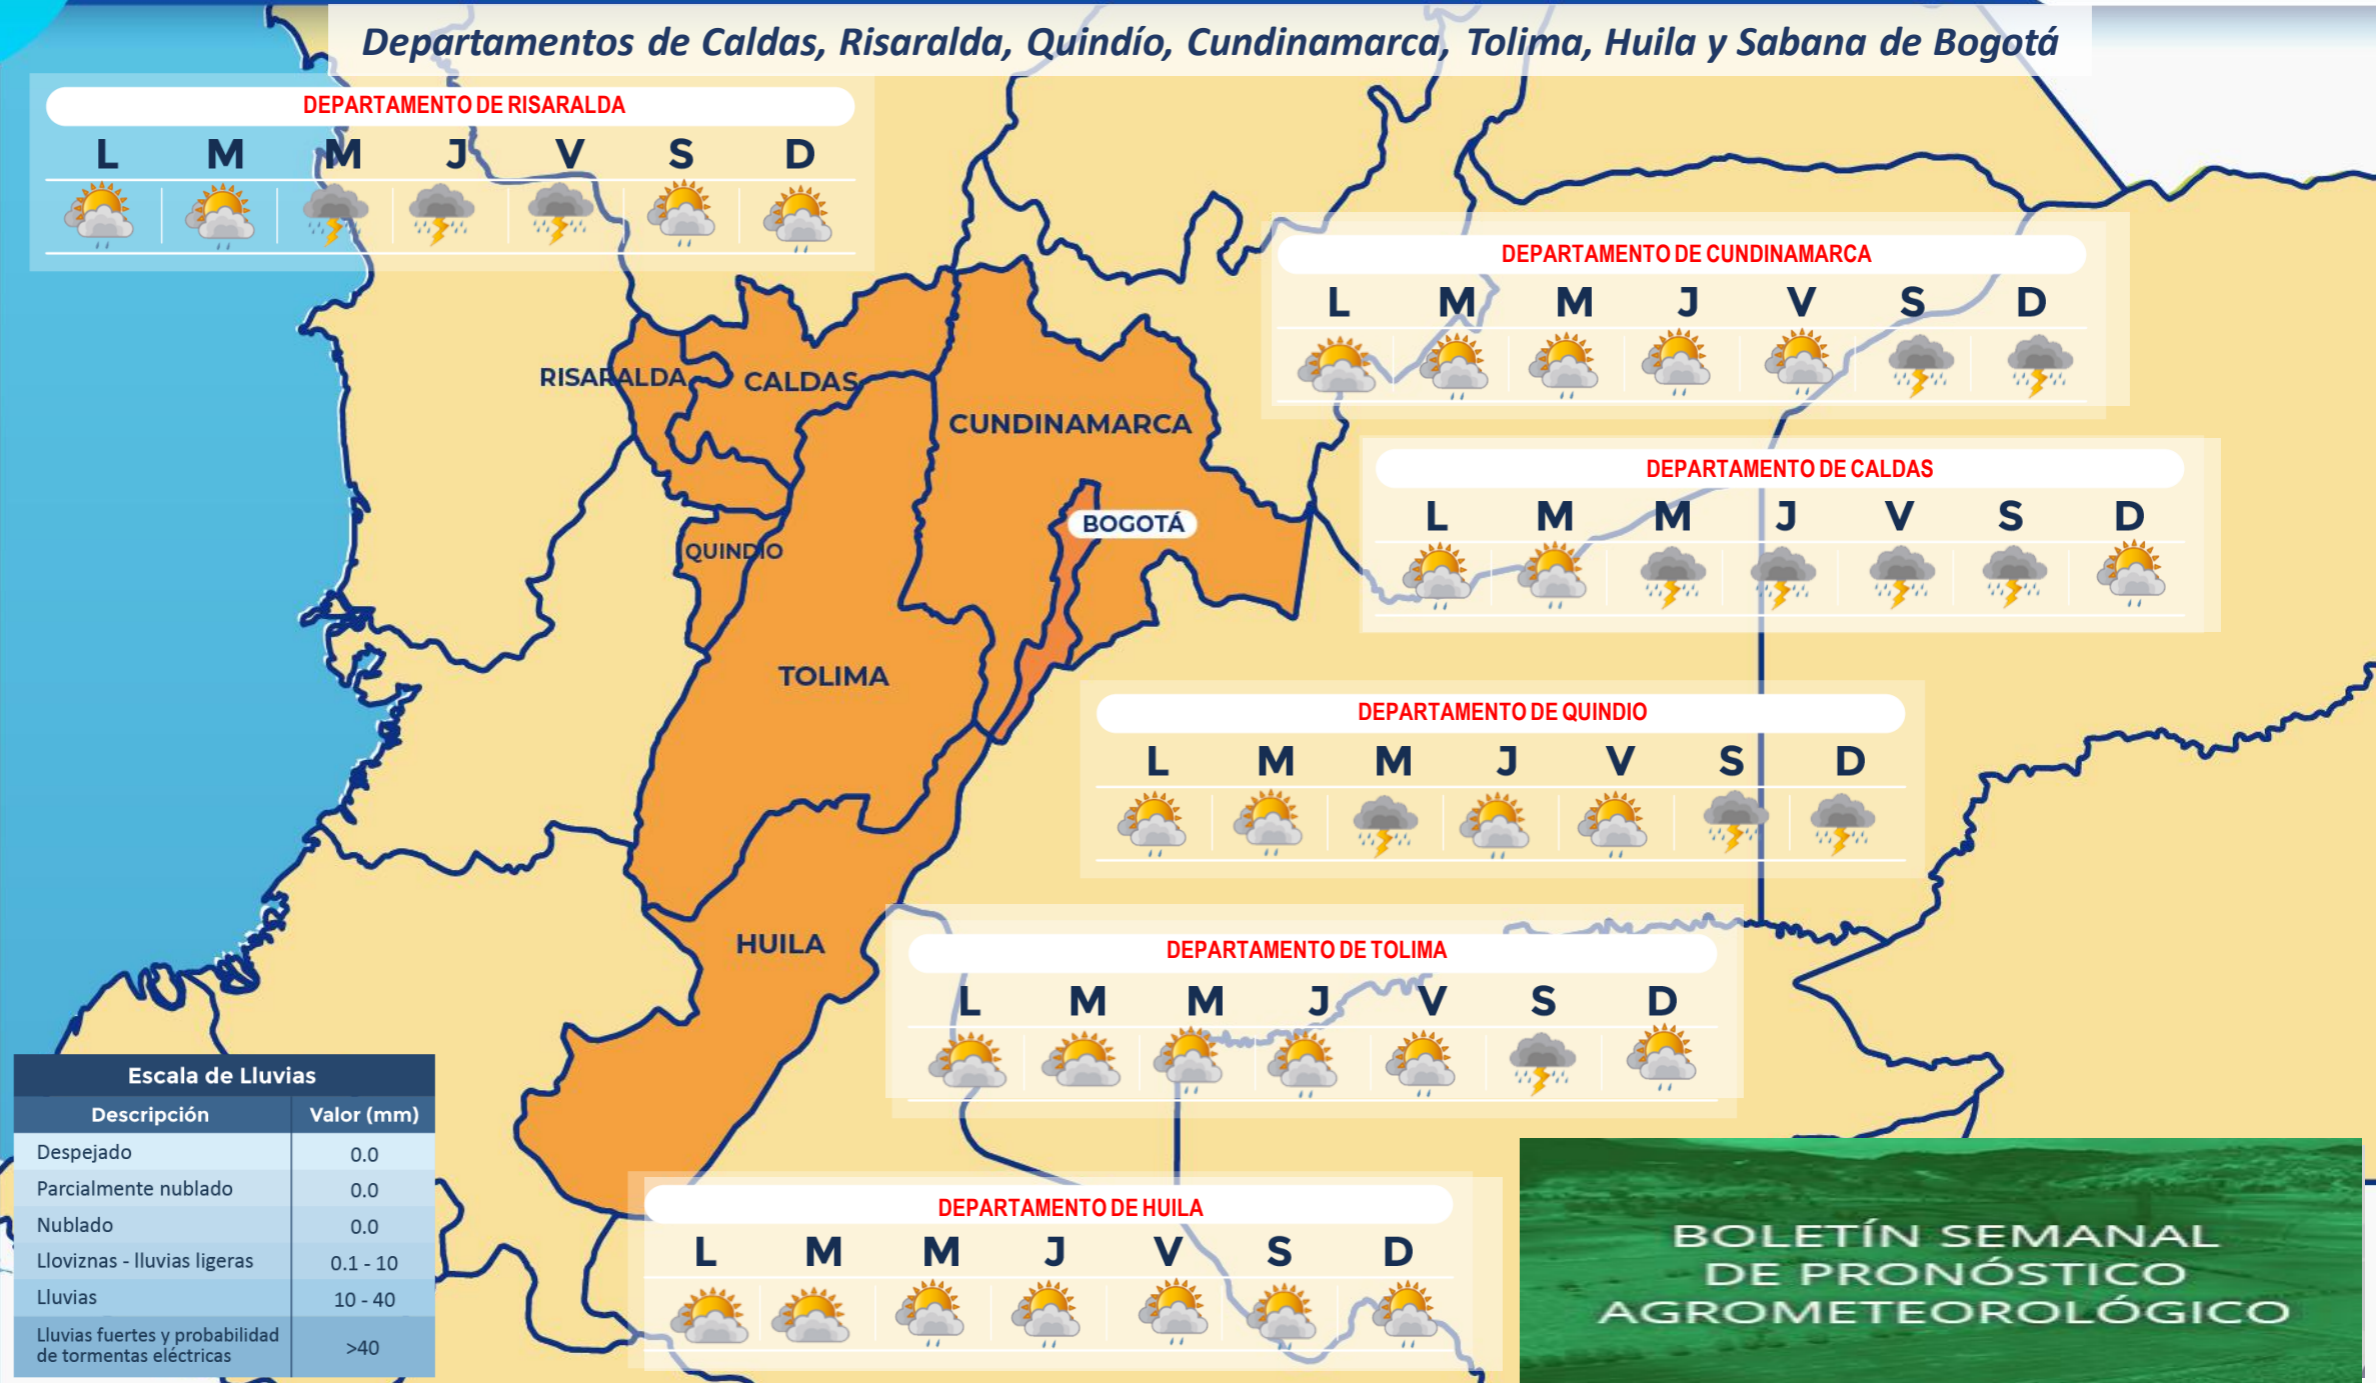 Departamentos de Caldas, Risaralda, Quindío, Cundinamarca, Tolima, Huila y Sabana de Bogotá
DEPARTAMENTO DE RISARALDA
L M M J V S D
DEPARTAMENTO DE CUNDINAMARCA
L M M J V S D
RISARALDA
CALDAS
CUNDINAMARCA
BOGOTÁ
QUINDIO
TOLIMA
HUILA
DEPARTAMENTO DE CALDAS
L M M J V S D
DEPARTAMENTO DE QUINDIO
L M M J V S D
DEPARTAMENTO DE TOLIMA
L M M J V S D
DEPARTAMENTO DE HUILA
L M M J V S D
Escala de Lluvias
Descripción Valor (mm)
Despejado 0.0
Parcialmente nublado 0.0
Nublado 0.0
Lloviznas - lluvias ligeras 0.1 - 10
Lluvias 10 - 40
Lluvias fuertes y probabilidad
de tormentas eléctricas >40
BOLETÍN SEMANAL
DE PRONÓSTICO
AGROMETEOROLÓGICO